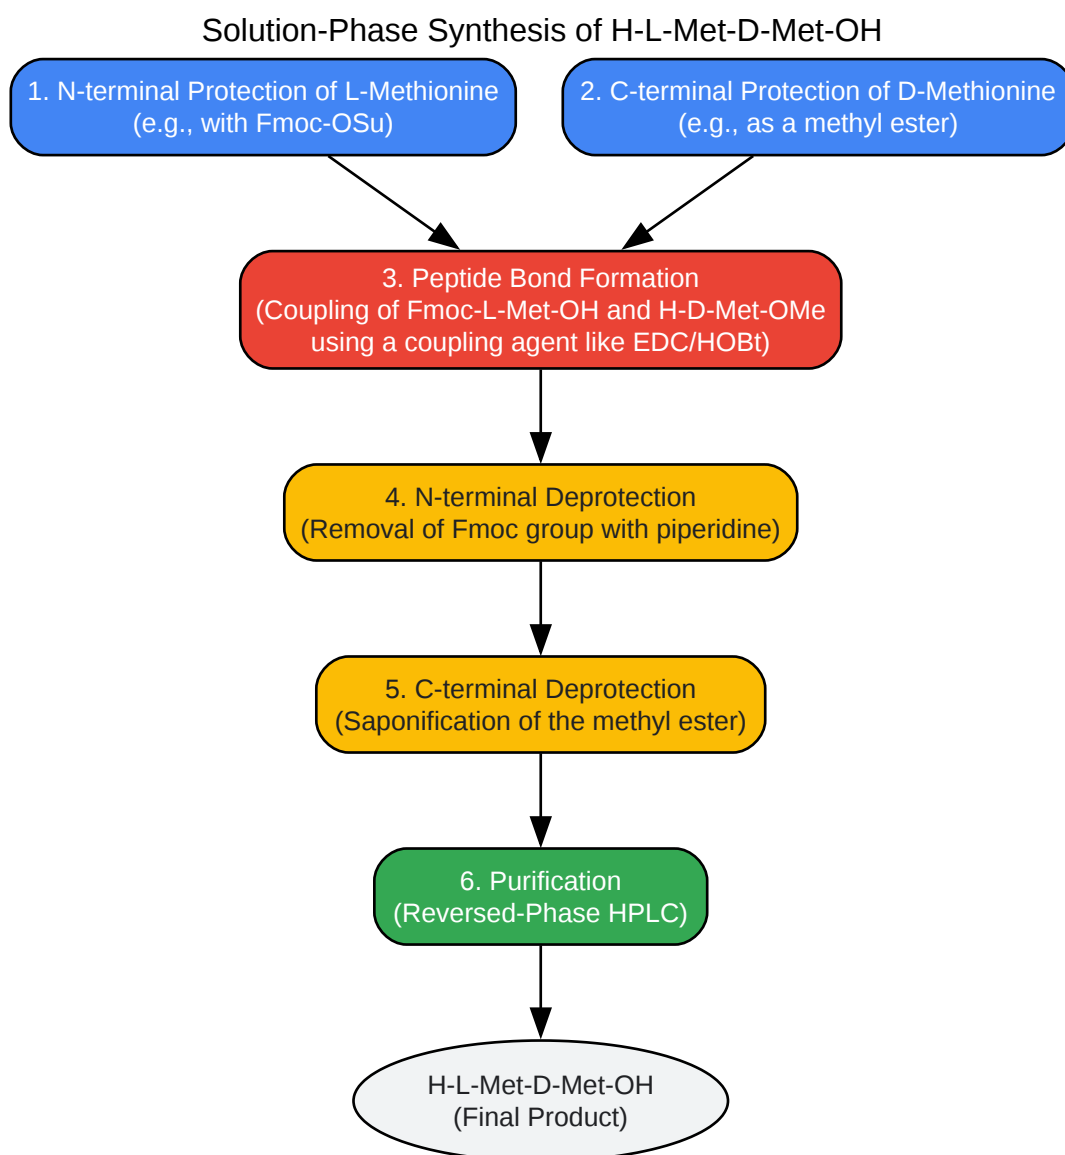 Solution-Phase Synthesis of H-L-Met-D-Met-OH
1. N-terminal Protection of L-Methionine
(e.g., with Fmoc-OSu)
2. C-terminal Protection of D-Methionine
(e.g., as a methyl ester)
3. Peptide Bond Formation
(Coupling of Fmoc-L-Met-OH and H-D-Met-OMe
using a coupling agent like EDC/HOBt)
4. N-terminal Deprotection
(Removal of Fmoc group with piperidine)
5. C-terminal Deprotection
(Saponification of the methyl ester)
6. Purification
(Reversed-Phase HPLC)
H-L-Met-D-Met-OH
(Final Product)